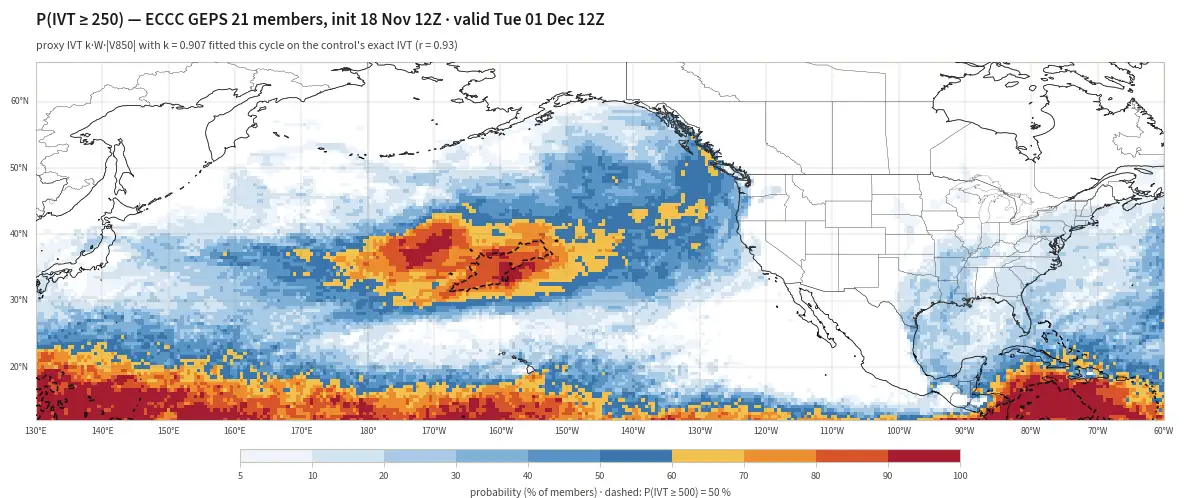 P(IVT ≥ 250) — ECCC GEPS 21 members, init 18 Nov 12Z · valid Tue 01 Dec 12Z
proxy IVT k·W·|V850| with k = 0.907 fitted this cycle on the control's exact IVT (r = 0.93)
60°N
50°N
40°N
30°N
20°N
130°E 140°E 150°E 160°E 170°E 180° 170°W 160°W 150°W 140°W 130°W 120°W 110°W 100°W 90°W 80°W 70°W 60°W
5 10 20 30 40 50 60 70 80 90 100
probability (% of members) · dashed: P(IVT ≥ 500) = 50 %